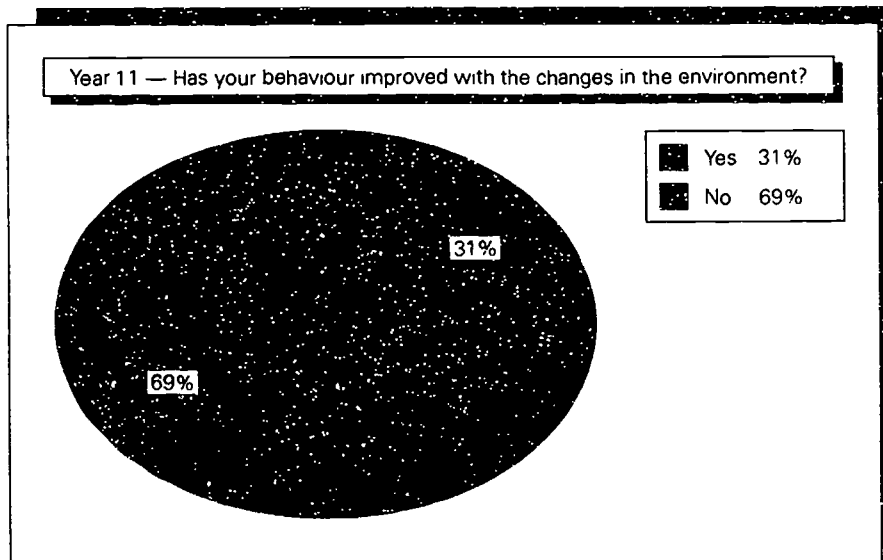 Year 11 — Has your behaviour improved with the changes in the environment?
Yes 31%
No 69%
31%
69%